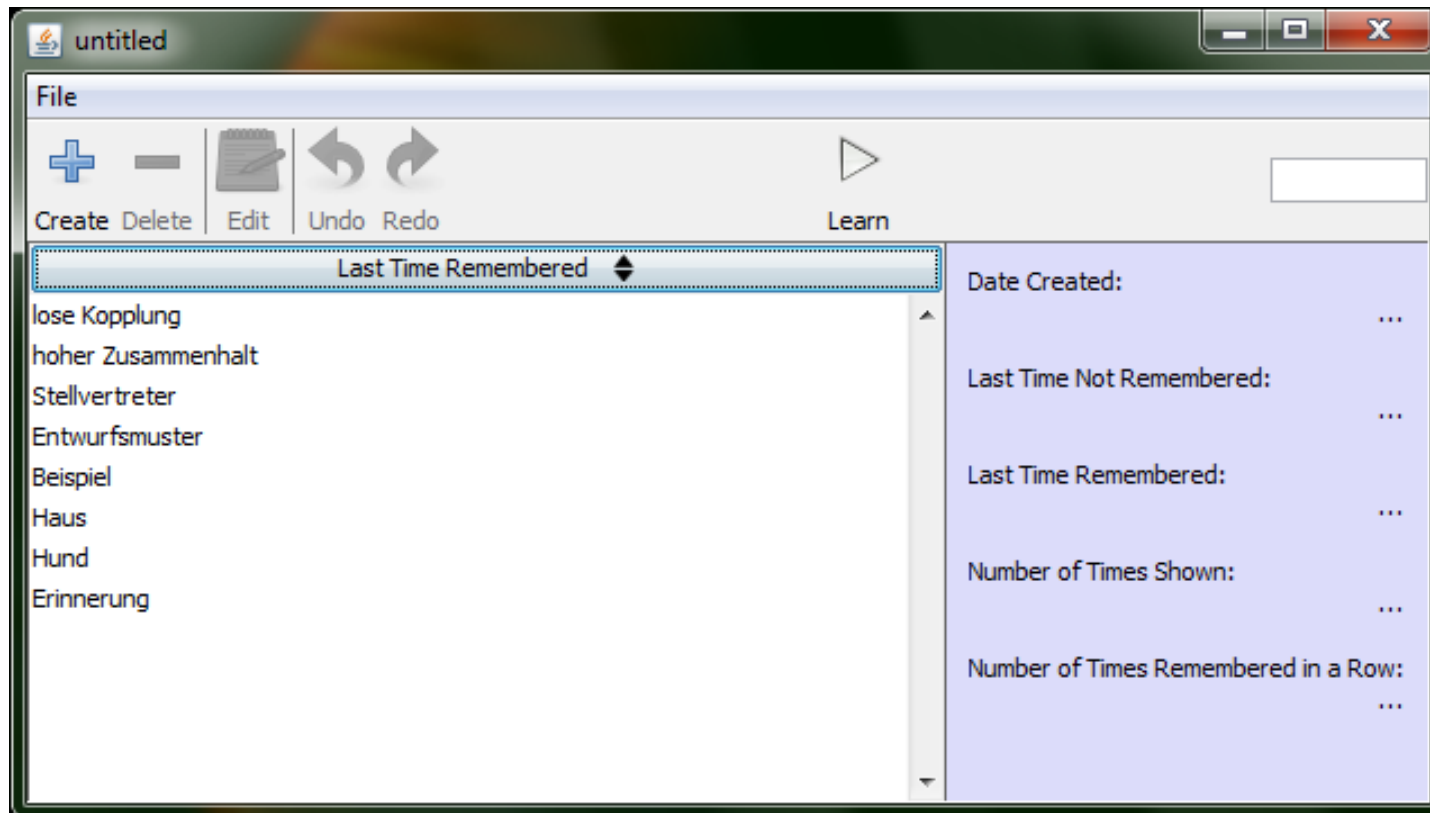 untitled
File
Create Delete Edit Undo Redo Learn
Last Time Remembered
lose Kopplung
hoher Zusammenhalt
Stellvertreter
Entwurfsmuster
Beispiel
Haus
Hund
Erinnerung
Date Created:
...
Last Time Not Remembered:
...
Last Time Remembered:
...
Number of Times Shown:
...
Number of Times Remembered in a Row:
...